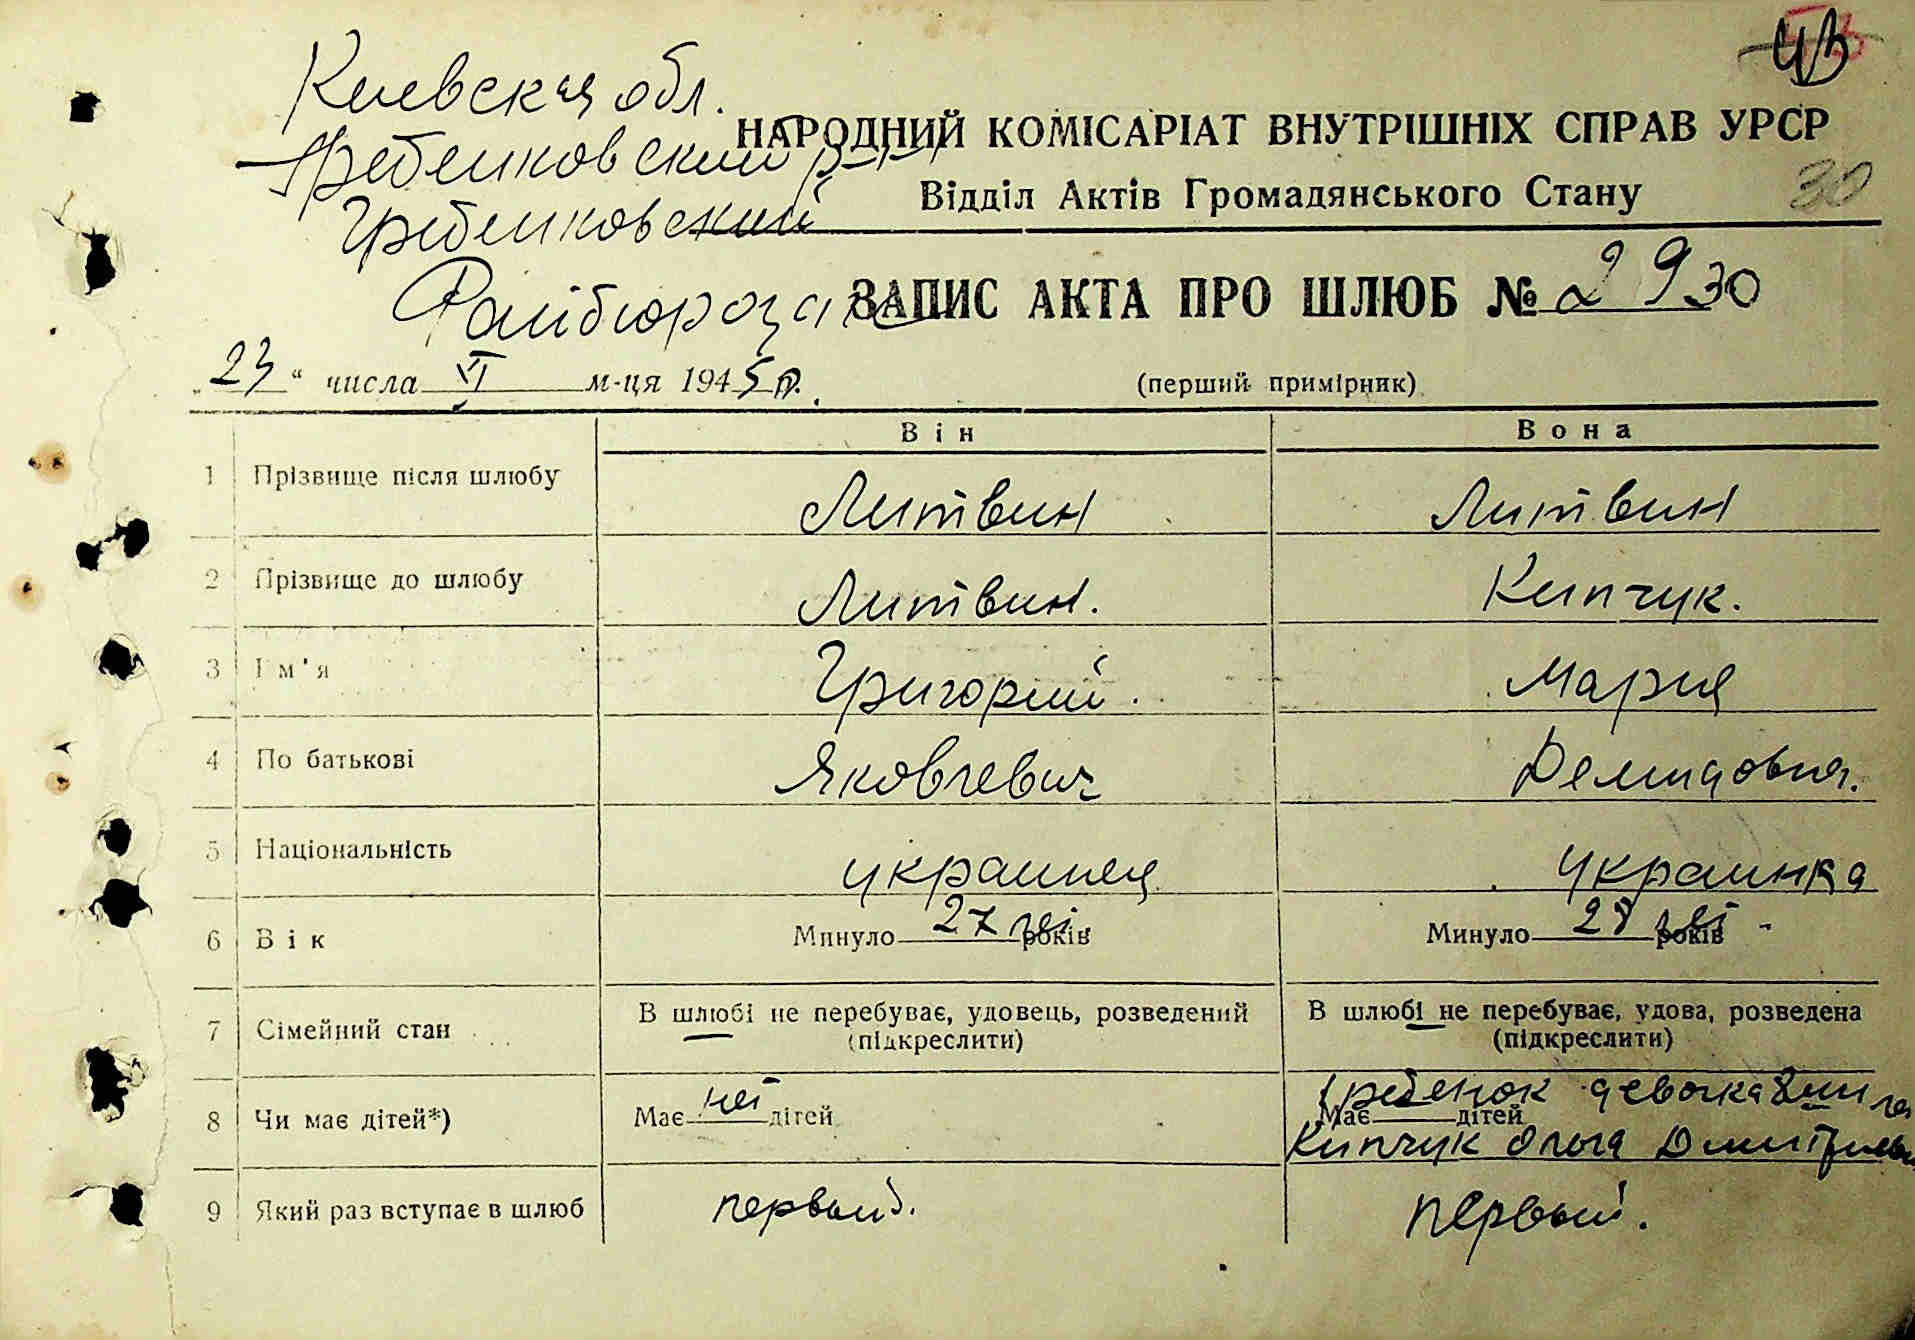 Киевская обл.
НАРОДНИЙ КОМІСАРІАТ ВНУТРІШНІХ СПРАВ УРСР
Гребенковский р-н
Відділ Актів Громадянського Стану 30
Гребенковский
Райбюро загс
ЗАПИС АКТА ПРО ШЛЮБ № 29 30
„23“ числа VI м-ця 1945 р.
(перший примірник)
Він Вона
1 Прізвище після шлюбу Литвин Литвин
2 Прізвище до шлюбу Литвин. Кипчук.
3 Ім'я Григорий. Мария
4 По батькові Яковлевич Демидовна.
5 Національність украинец украинка
6 Вік Минуло 27 лет. років Минуло 28 лет років
7 Сімейний стан В шлюбі не перебуває, удовець, розведений (підкреслити) В шлюбі не перебуває, удова, розведена (підкреслити)
8 Чи має дітей*) Має нет дітей Має 1 ребенок девочка дітей
Кипчук Ольга
9 Який раз вступає в шлюб первый. первый.